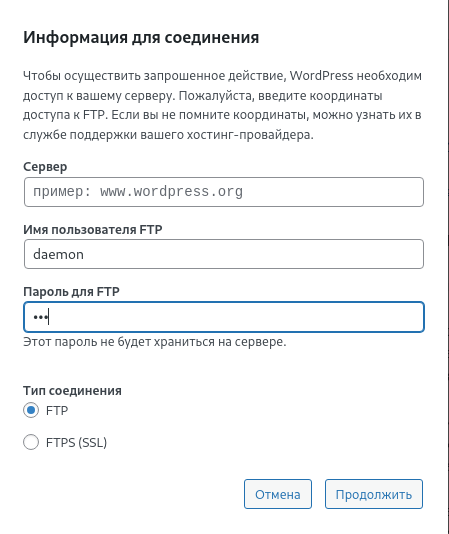 Информация для соединения
Чтобы осуществить запрошенное действие, WordPress необходим
доступ к вашему серверу. Пожалуйста, введите координаты
доступа к FTP. Если вы не помните координаты, можно узнать их в
службе поддержки вашего хостинг-провайдера.
Сервер
пример: www.wordpress.org
Имя пользователя FTP
daemon
Пароль для FTP
•••
Этот пароль не будет храниться на сервере.
Тип соединения
FTP
FTPS (SSL)
Отмена
Продолжить